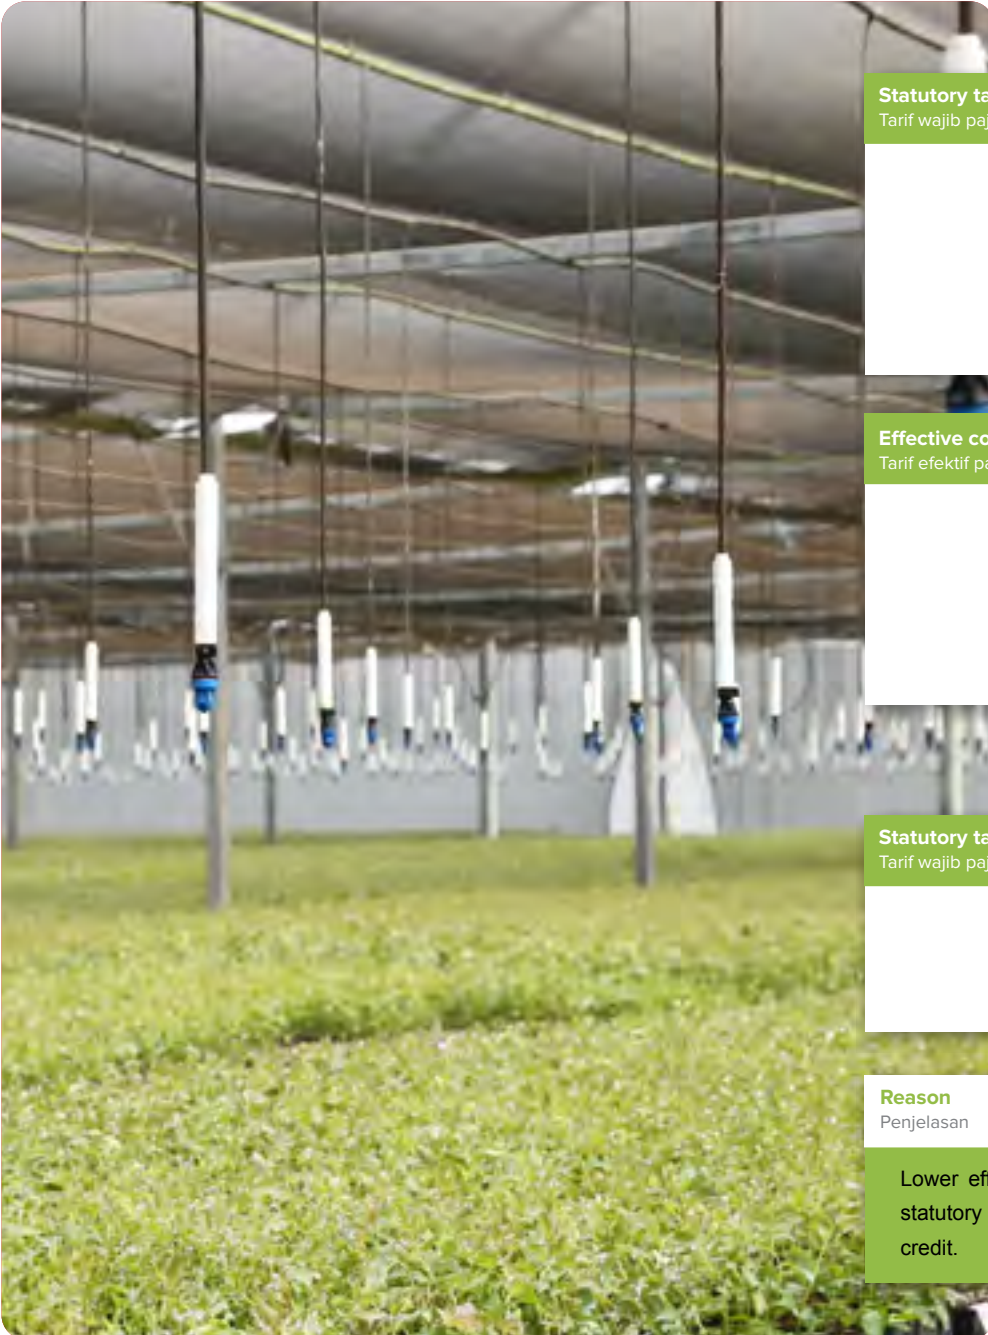 Statutory ta
Tarif wajib paj
Effective co
Tarif efektif pa
Statutory ta
Tarif wajib paj
Reason
Penjelasan
Lower eff
statutory
credit.